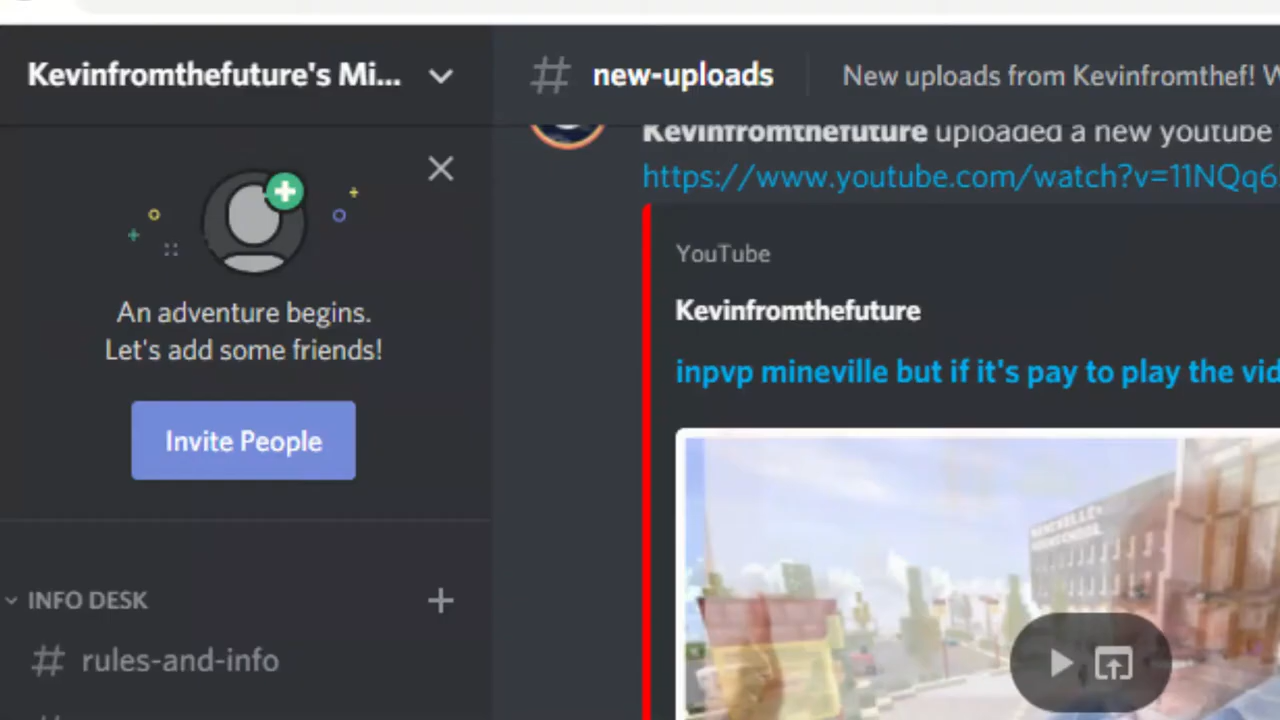 Kevinfromthefuture's Mi...
new-uploads
New uploads from Kevinfromthef! W
Kevinfromthefuture uploaded a new youtube
https://www.youtube.com/watch?v=11NQq6
An adventure begins.
Let's add some friends!
Invite People
YouTube
Kevinfromthefuture
inpvp mineville but if it's pay to play the vid
INFO DESK
rules-and-info